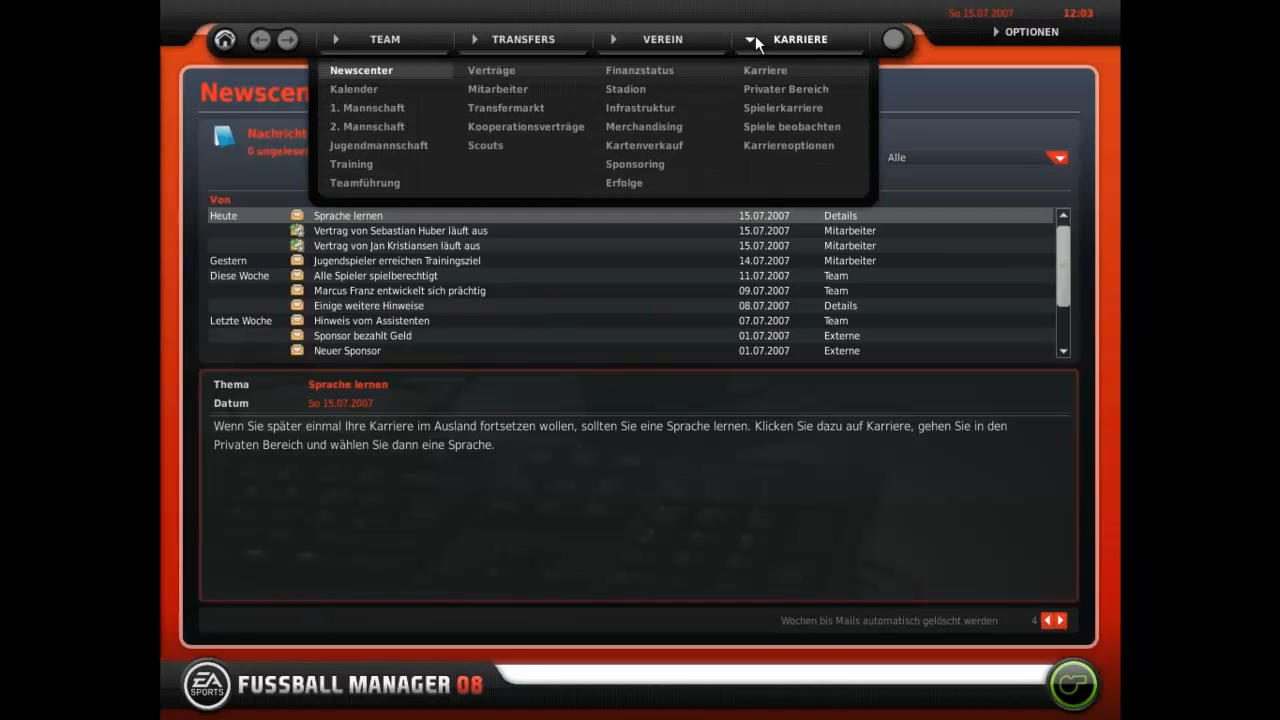 So 15.07.2007 12:03
TEAM TRANSFERS VEREIN KARRIERE OPTIONEN
Newscenter Verträge Finanzstatus Karriere
Kalender Mitarbeiter Stadion Privater Bereich
1. Mannschaft Transfermarkt Infrastruktur Spielerkarriere
2. Mannschaft Kooperationsverträge Merchandising Spiele beobachten
Jugendmannschaft Scouts Kartenverkauf Karriereoptionen
Training Sponsoring
Teamführung Erfolge
Newscen
Nachricht
0 ungelese
Alle
Von
Heute Sprache lernen 15.07.2007 Details
Vertrag von Sebastian Huber läuft aus 15.07.2007 Mitarbeiter
Vertrag von Jan Kristiansen läuft aus 15.07.2007 Mitarbeiter
Gestern Jugendspieler erreichen Trainingsziel 14.07.2007 Mitarbeiter
Diese Woche Alle Spieler spielberechtigt 11.07.2007 Team
Marcus Franz entwickelt sich prächtig 09.07.2007 Team
Einige weitere Hinweise 08.07.2007 Details
Letzte Woche Hinweis vom Assistenten 07.07.2007 Team
Sponsor bezahlt Geld 01.07.2007 Externe
Neuer Sponsor 01.07.2007 Externe
Thema Sprache lernen
Datum So 15.07.2007
Wenn Sie später einmal Ihre Karriere im Ausland fortsetzen wollen, sollten Sie eine Sprache lernen. Klicken Sie dazu auf Karriere, gehen Sie in den
Privaten Bereich und wählen Sie dann eine Sprache.
Wochen bis Mails automatisch gelöscht werden 4
EA SPORTS FUSSBALL MANAGER 08